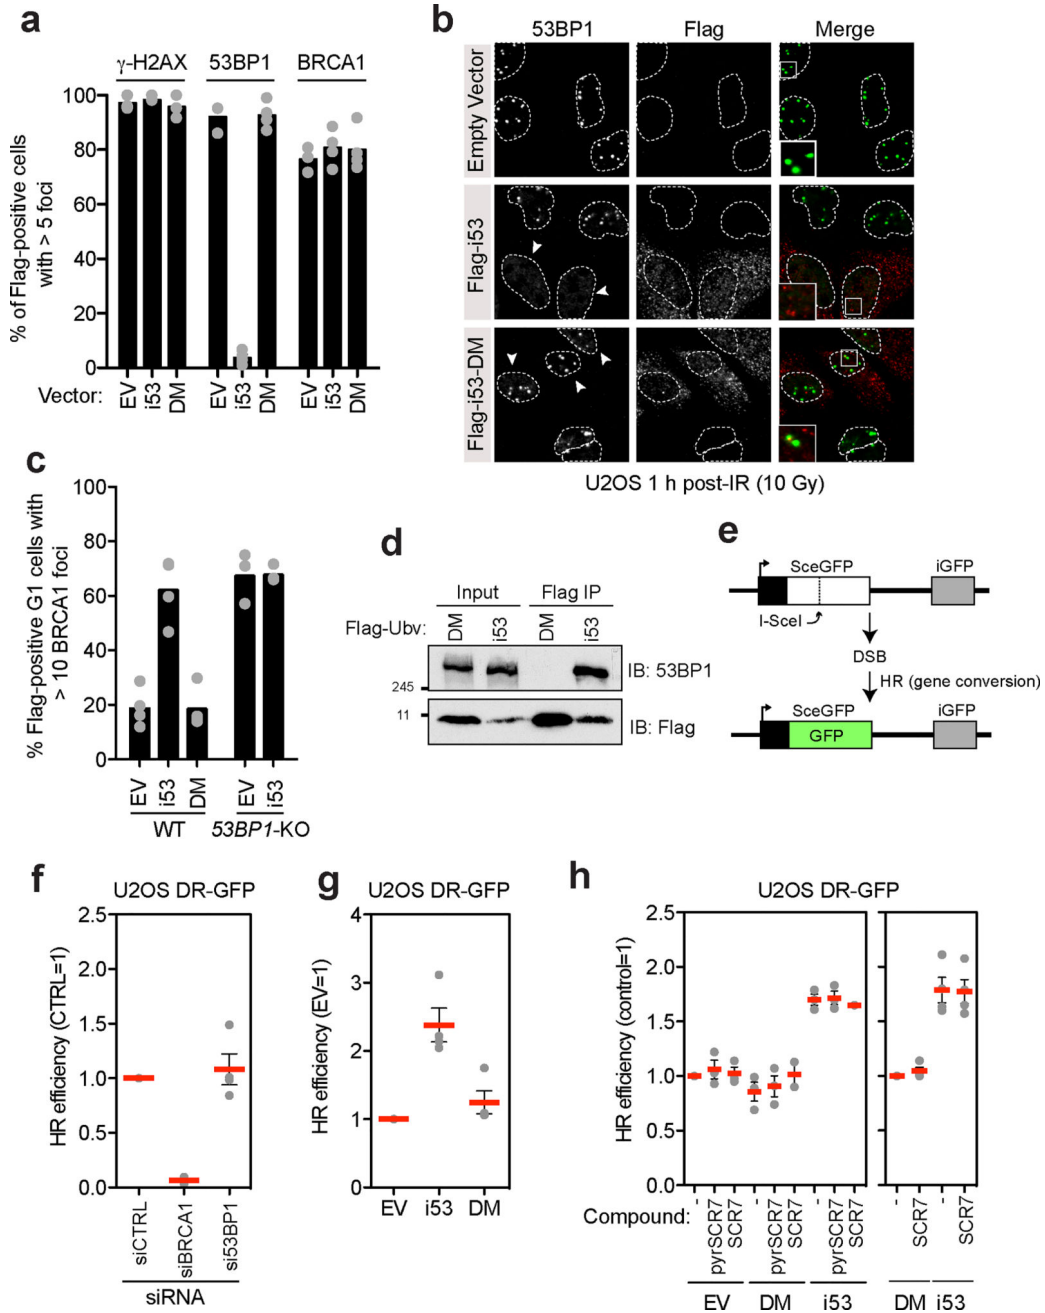 a
γ-H2AX 53BP1 BRCA1
% of Flag-positive cells
with > 5 foci
100
80
60
40
20
0
Vector:
EV i53 DM EV i53 DM EV i53 DM
b
53BP1 Flag Merge
Empty Vector
Flag-i53
Flag-i53-DM
U2OS 1 h post-IR (10 Gy)
c
% Flag-positive G1 cells with
> 10 BRCA1 foci
100
80
60
40
20
0
EV i53 DM EV i53
WT 53BP1-KO
d
Input Flag IP
Flag-Ubv: DM i53 DM i53
IB: 53BP1
245
11
IB: Flag
e
SceGFP iGFP
I-SceI
DSB
HR (gene conversion)
SceGFP iGFP
GFP
f
U2OS DR-GFP
HR efficiency (CTRL=1)
2.5
2.0
1.5
1.0
0.5
0.0
siCTRL siBRCA1 si53BP1
siRNA
g
U2OS DR-GFP
HR efficiency (EV=1)
4
3
2
1
0
EV i53 DM
h
U2OS DR-GFP
HR efficiency (control=1)
2.5
2.0
1.5
1.0
0.5
0.0
Compound: - pyrSCR7 SCR7 - pyrSCR7 SCR7 - pyrSCR7 SCR7 - SCR7 - SCR7
EV DM i53 DM i53